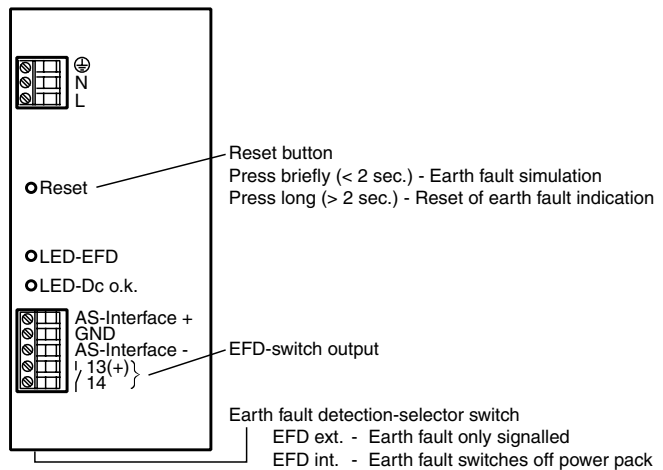 N
L
Reset button
Press briefly (< 2 sec.) - Earth fault simulation
Press long (> 2 sec.) - Reset of earth fault indication
Reset
LED-EFD
LED-Dc o.k.
AS-Interface +
GND
AS-Interface -
13(+)
14
EFD-switch output
Earth fault detection-selector switch
EFD ext. - Earth fault only signalled
EFD int. - Earth fault switches off power pack